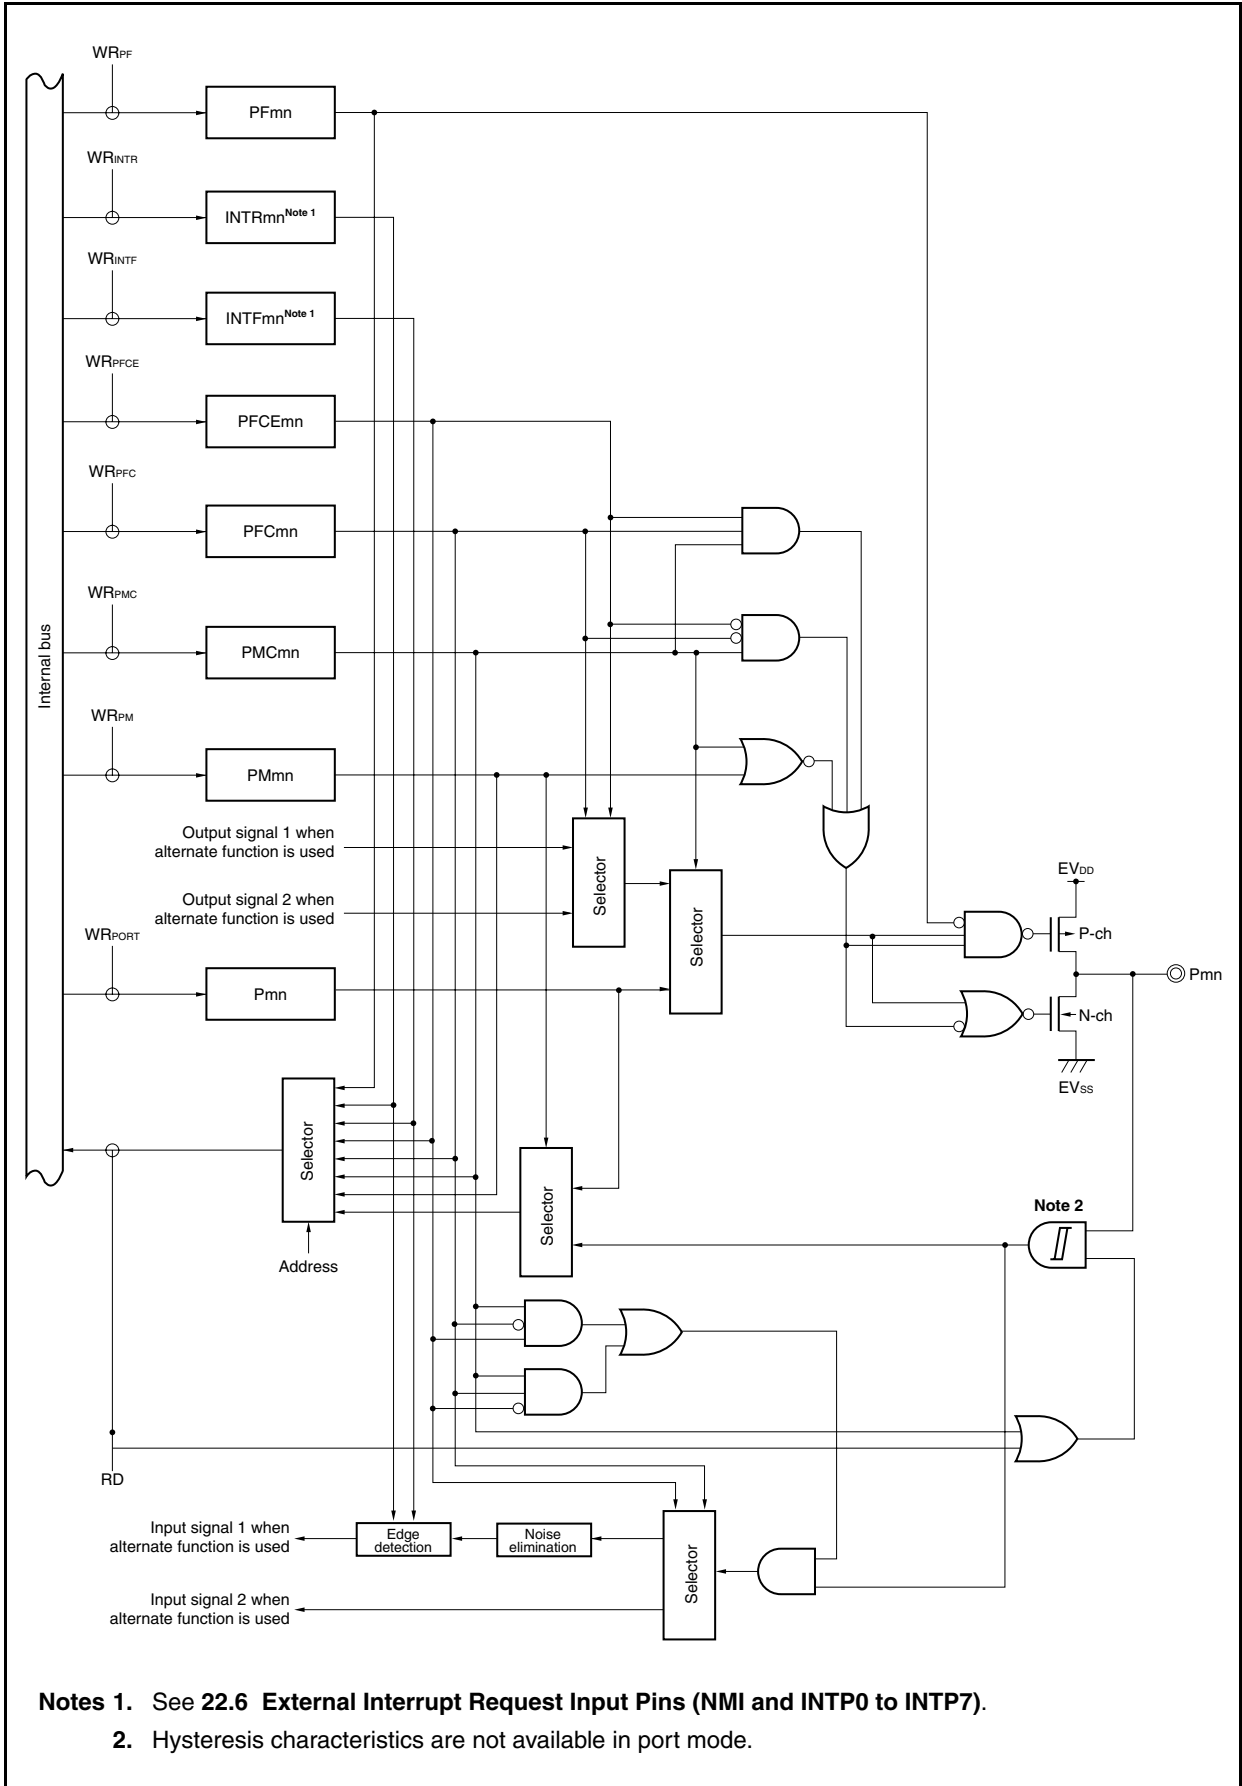 WRPF
PFmn
WRINTR
INTRmnNote 1
WRINTF
INTFmnNote 1
WRPFCE
PFCEmn
WRPFC
PFCmn
WRPMC
PMCmn
Internal bus
WRPM
PMmn
Output signal 1 when
alternate function is used
Output signal 2 when
alternate function is used
Selector
Selector
EVDD
P-ch
WRPORT
Pmn
Pmn
N-ch
EVSS
Selector
Selector
Address
Note 2
RD
Input signal 1 when
alternate function is used
Edge
detection
Noise
elimination
Selector
Input signal 2 when
alternate function is used
Notes 1. See 22.6 External Interrupt Request Input Pins (NMI and INTP0 to INTP7).
2. Hysteresis characteristics are not available in port mode.